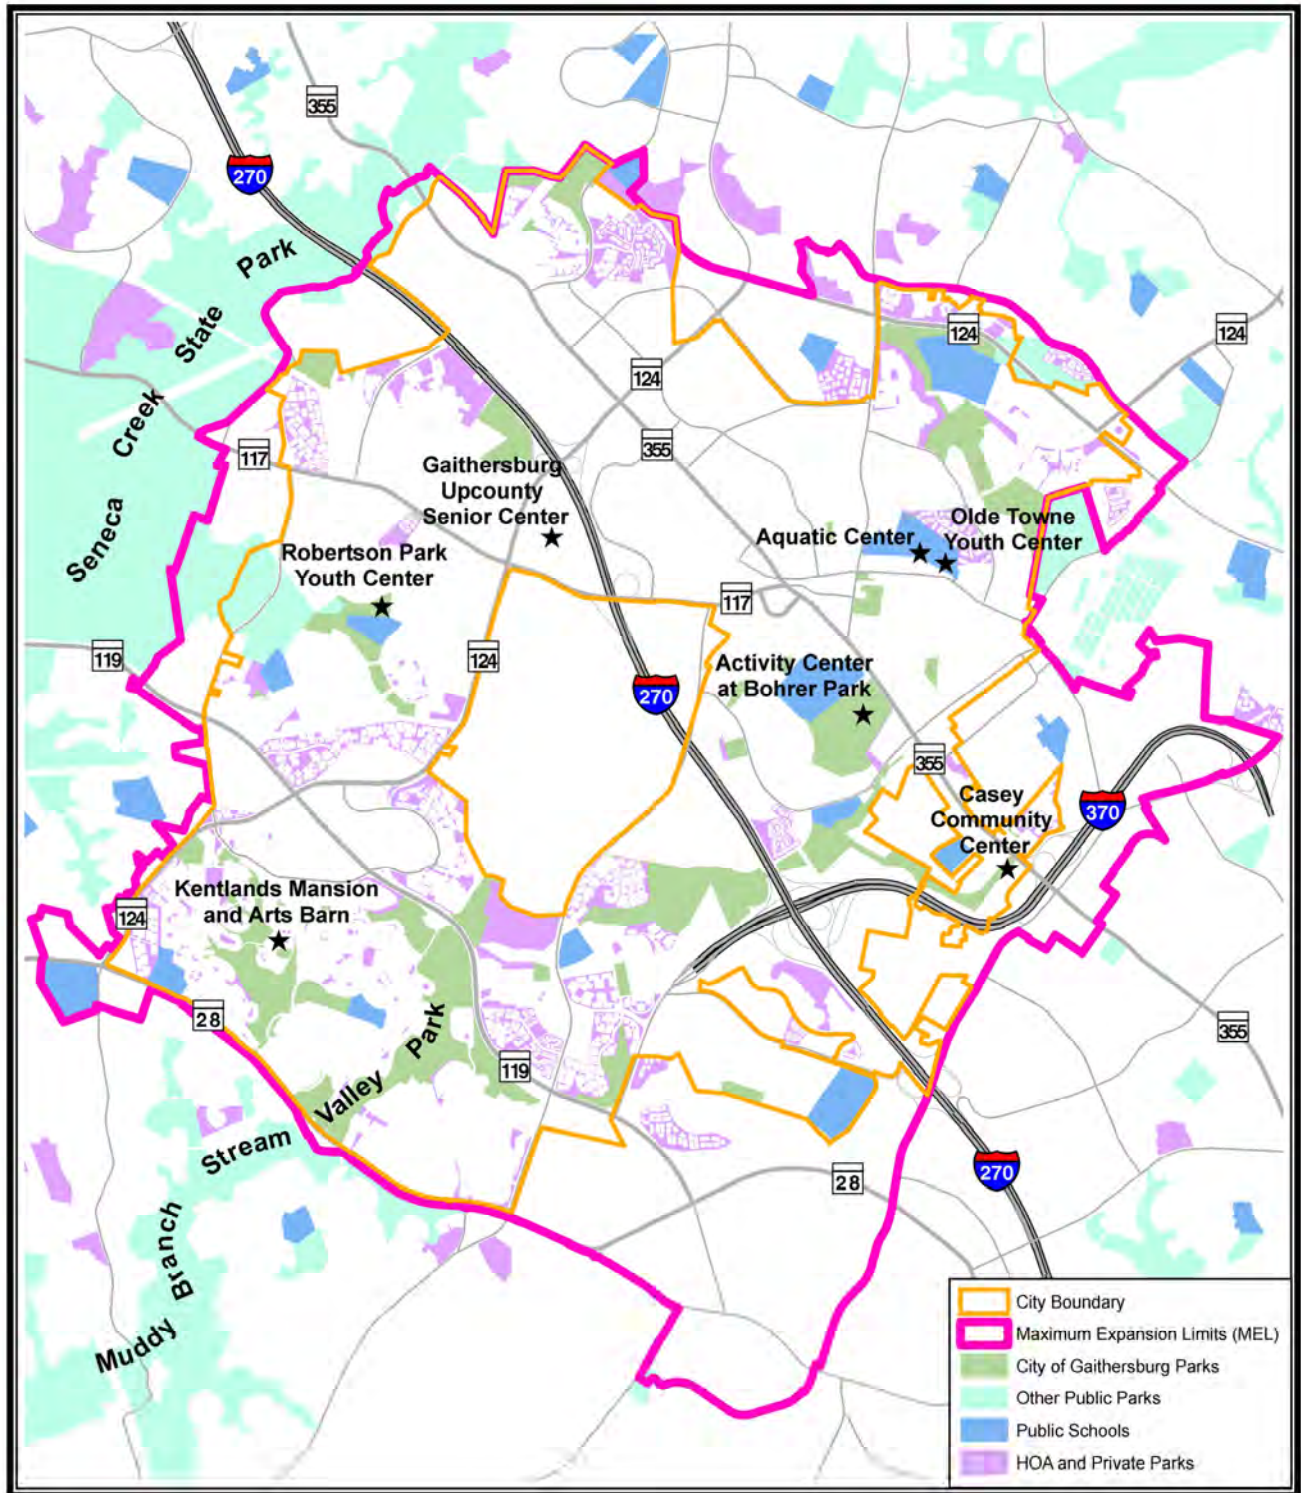 355
270
Park
State
Creek
Seneca
124
124
124
117
355
Gaithersburg
Upcounty
Senior Center
Aquatic Center
Olde Towne
Youth Center
Robertson Park
Youth Center
117
119
124
Activity Center
at Bohrer Park
270
355
Casey
Community
Center
370
Kentlands Mansion
and Arts Barn
124
28
355
119
Park
Valley
Stream
Branch
Muddy
28
270
City Boundary
Maximum Expansion Limits (MEL)
City of Gaithersburg Parks
Other Public Parks
Public Schools
HOA and Private Parks